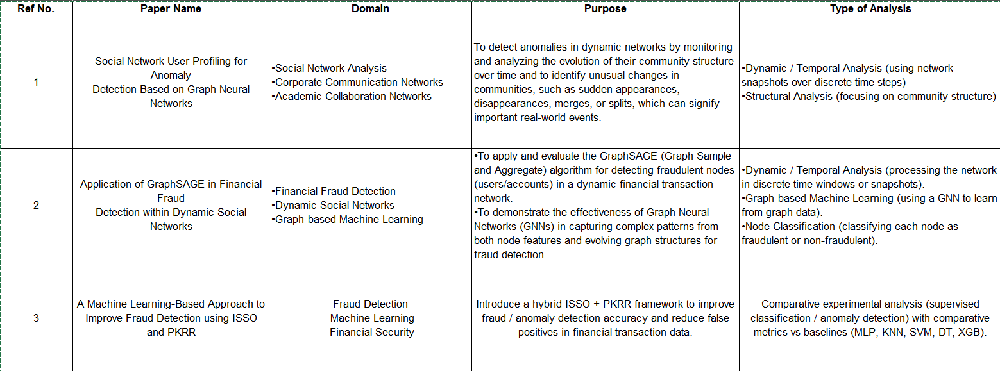 Ref No.
Paper Name
Domain
Purpose
Type of Analysis
1
Social Network User Profiling for
Anomaly
Detection Based on Graph Neural
Networks
•Social Network Analysis
•Corporate Communication Networks
•Academic Collaboration Networks
To detect anomalies in dynamic networks by monitoring
and analyzing the evolution of their community structure
over time and to identify unusual changes in
communities, such as sudden appearances,
disappearances, merges, or splits, which can signify
important real-world events.
•Dynamic / Temporal Analysis (using network
snapshots over discrete time steps)
•Structural Analysis (focusing on community structure)
2
Application of GraphSAGE in Financial
Fraud
Detection within Dynamic Social
Networks
•Financial Fraud Detection
•Dynamic Social Networks
•Graph-based Machine Learning
•To apply and evaluate the GraphSAGE (Graph Sample
and Aggregate) algorithm for detecting fraudulent nodes
(users/accounts) in a dynamic financial transaction
network.
•To demonstrate the effectiveness of Graph Neural
Networks (GNNs) in capturing complex patterns from
both node features and evolving graph structures for
fraud detection.
•Dynamic / Temporal Analysis (processing the network
in discrete time windows or snapshots).
•Graph-based Machine Learning (using a GNN to learn
from graph data).
•Node Classification (classifying each node as
fraudulent or non-fraudulent).
3
A Machine Learning-Based Approach to
Improve Fraud Detection using ISSO
and PKRR
Fraud Detection
Machine Learning
Financial Security
Introduce a hybrid ISSO + PKRR framework to improve
fraud / anomaly detection accuracy and reduce false
positives in financial transaction data.
Comparative experimental analysis (supervised
classification / anomaly detection) with comparative
metrics vs baselines (MLP, KNN, SVM, DT, XGB).